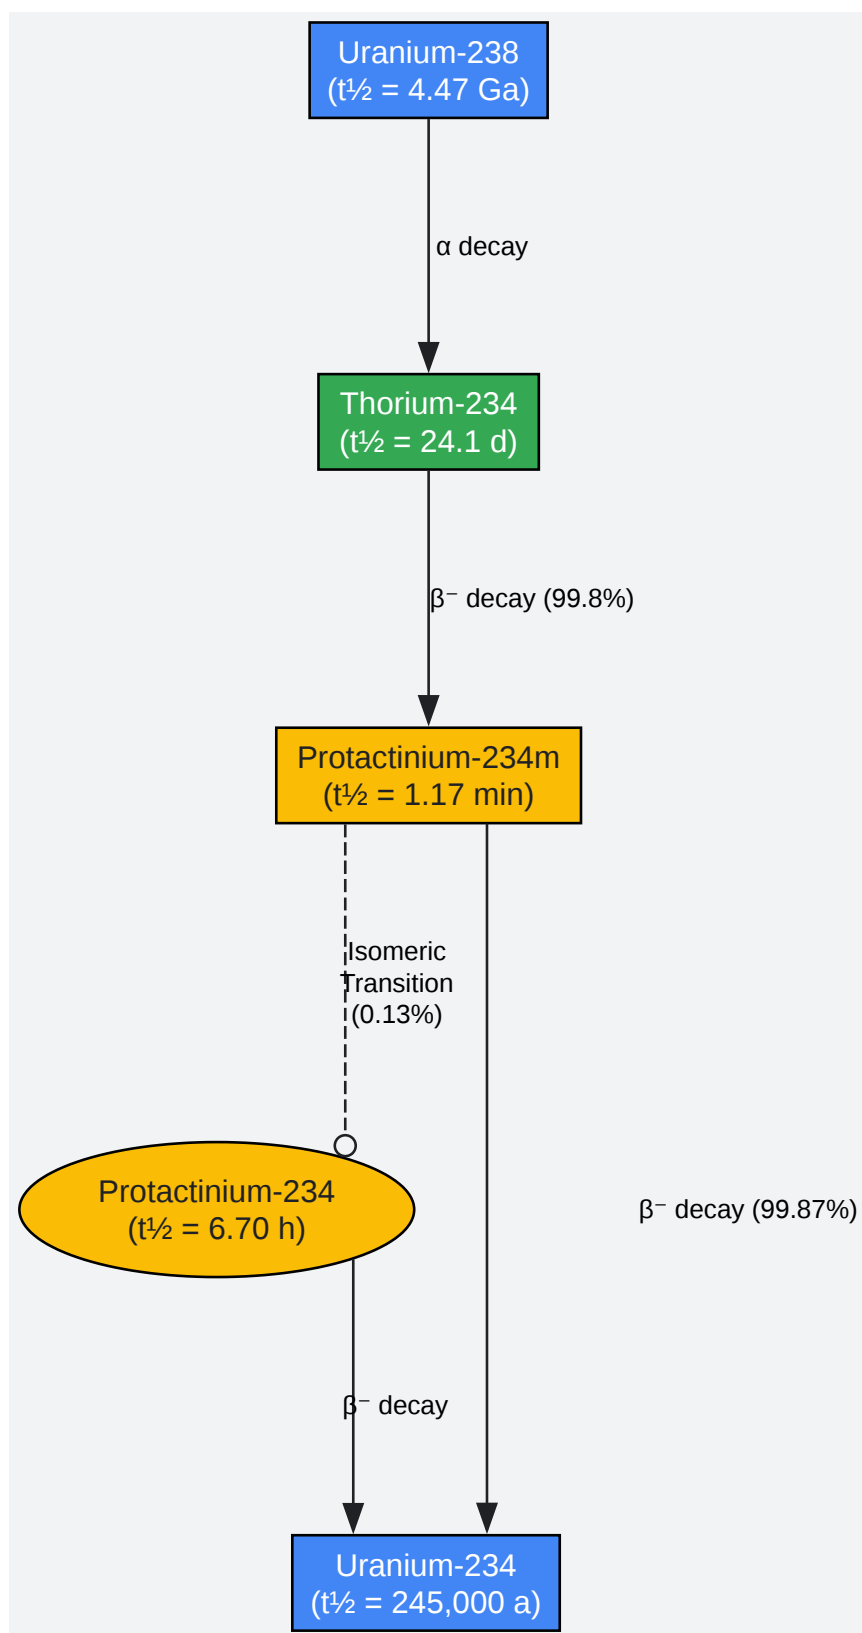 Uranium-238
(t½ = 4.47 Ga)
α decay
Thorium-234
(t½ = 24.1 d)
β⁻ decay (99.8%)
Protactinium-234m
(t½ = 1.17 min)
Isomeric
Transition
(0.13%)
Protactinium-234
(t½ = 6.70 h)
β⁻ decay (99.87%)
β⁻ decay
Uranium-234
(t½ = 245,000 a)